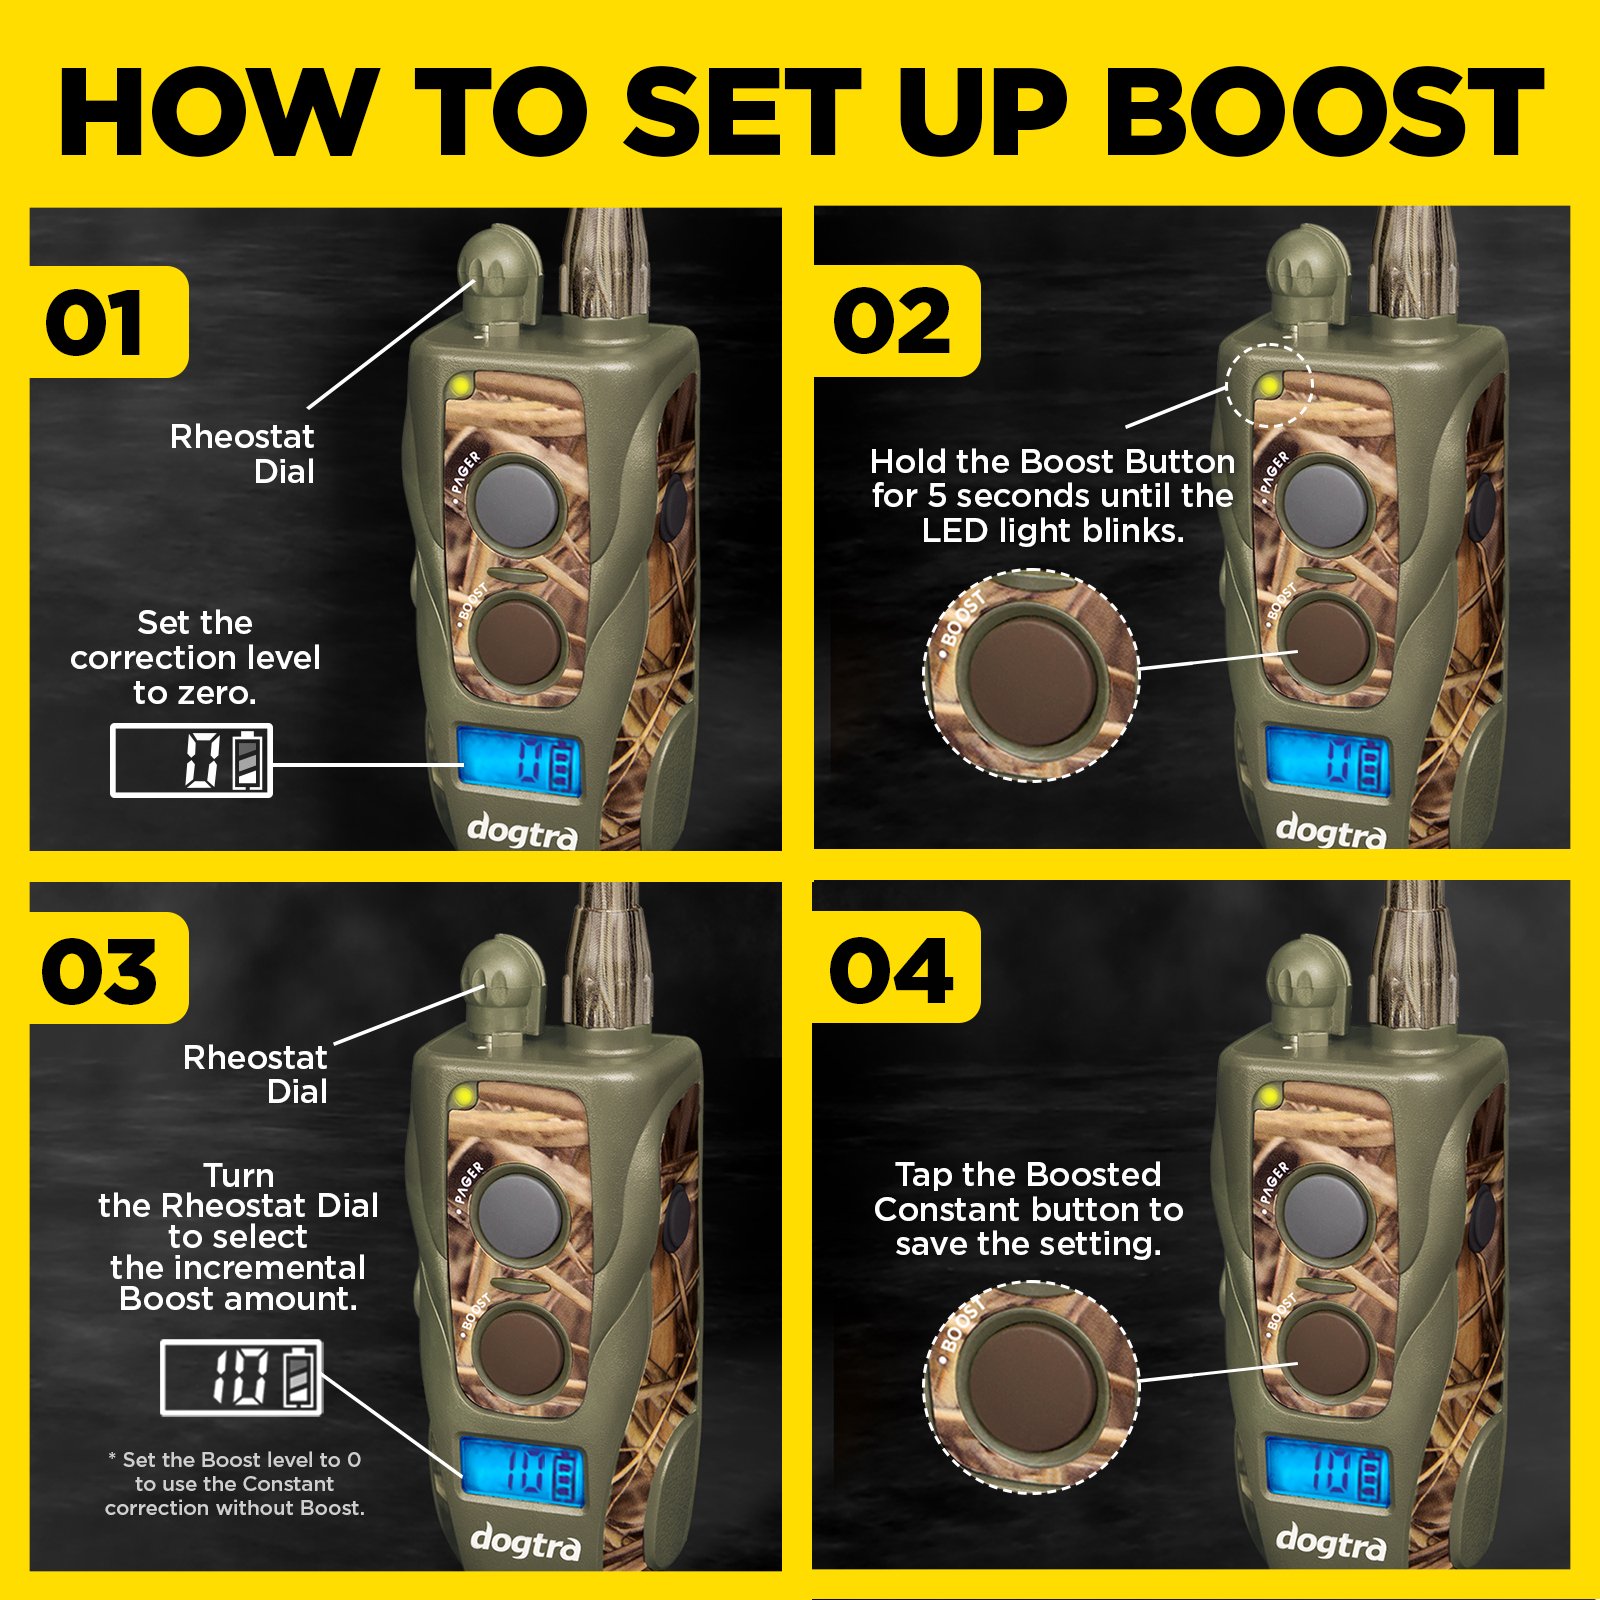 HOW TO SET UP BOOST
01
Rheostat
Dial
Set the
correction level
to zero.
0
• PAGER
• BOOST
0
dogtra
02
Hold the Boost Button
for 5 seconds until the
LED light blinks.
• BOOST
• PAGER
• BOOST
0
dogtra
03
Rheostat
Dial
Turn
the Rheostat Dial
to select
the incremental
Boost amount.
10
* Set the Boost level to 0
to use the Constant
correction without Boost.
• PAGER
• BOOST
10
dogtra
04
Tap the Boosted
Constant button to
save the setting.
• BOOST
• PAGER
• BOOST
10
dogtra